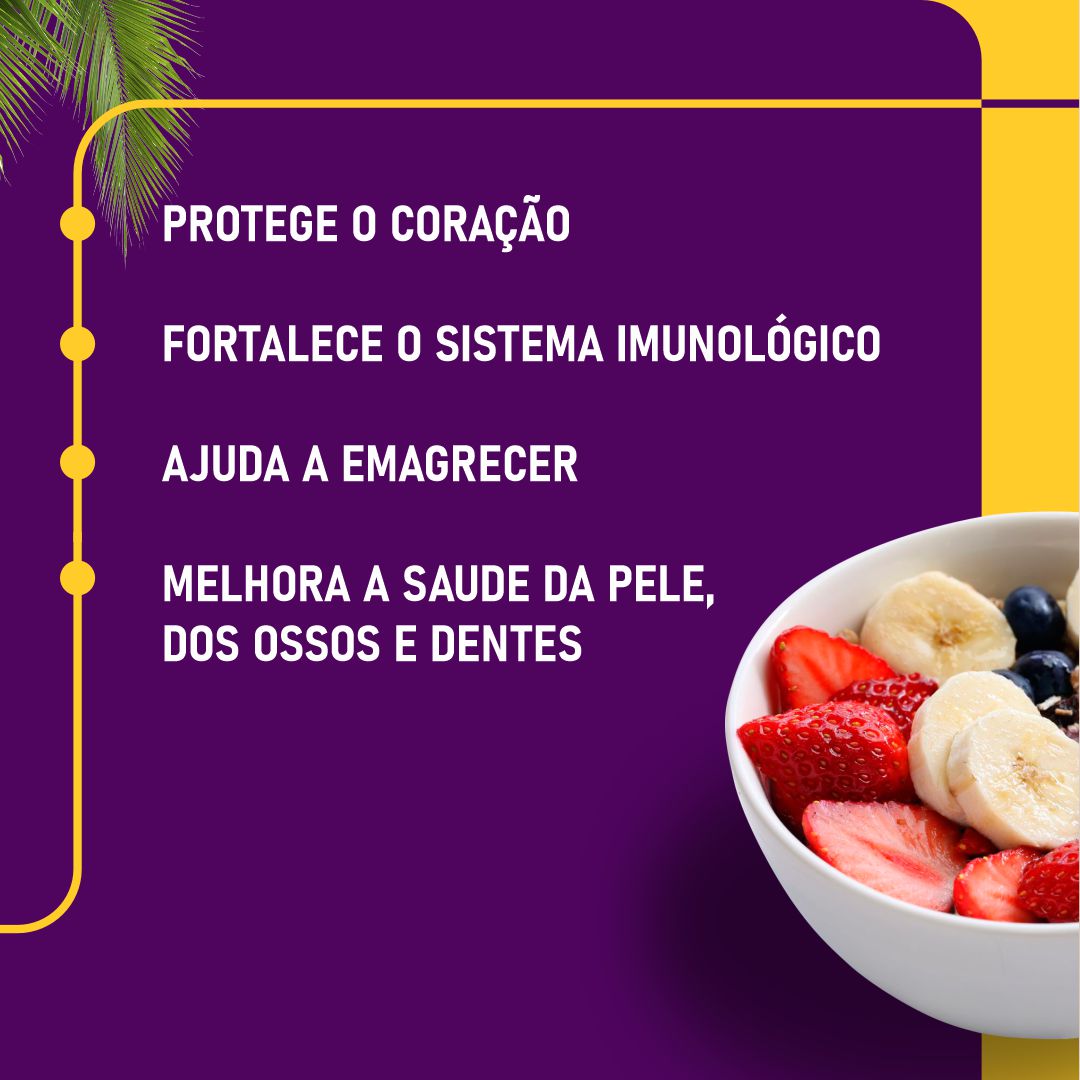 PROTEGE O CORAÇÃO
FORTALECE O SISTEMA IMUNOLÓGICO
AJUDA A EMAGRECER
MELHORA A SAUDE DA PELE,
DOS OSSOS E DENTES